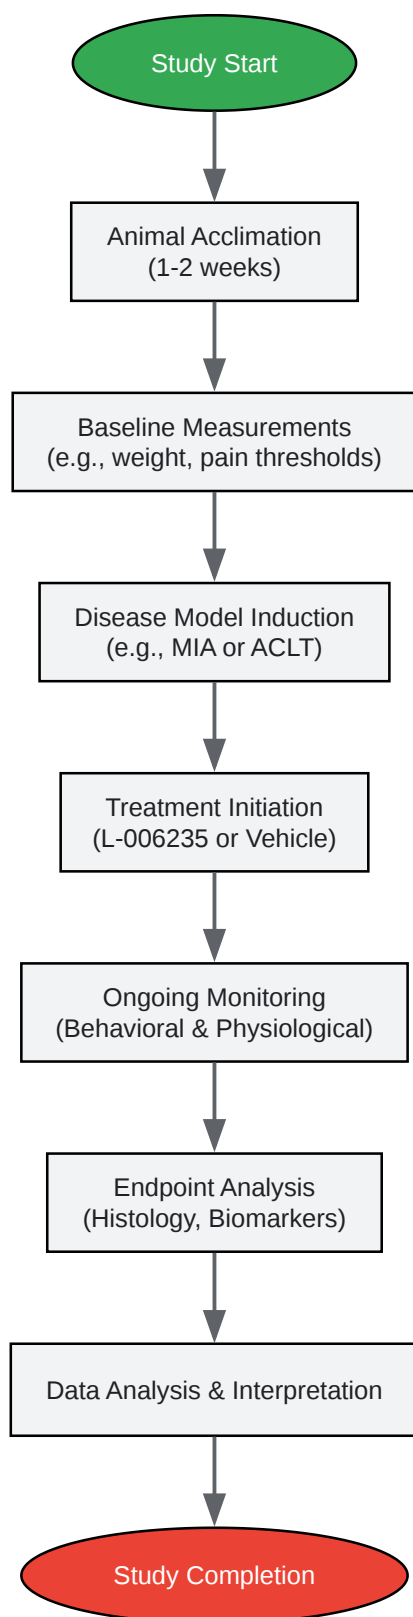 Study Start
Animal Acclimation
(1-2 weeks)
Baseline Measurements
(e.g., weight, pain thresholds)
Disease Model Induction
(e.g., MIA or ACLT)
Treatment Initiation
(L-006235 or Vehicle)
Ongoing Monitoring
(Behavioral & Physiological)
Endpoint Analysis
(Histology, Biomarkers)
Data Analysis & Interpretation
Study Completion